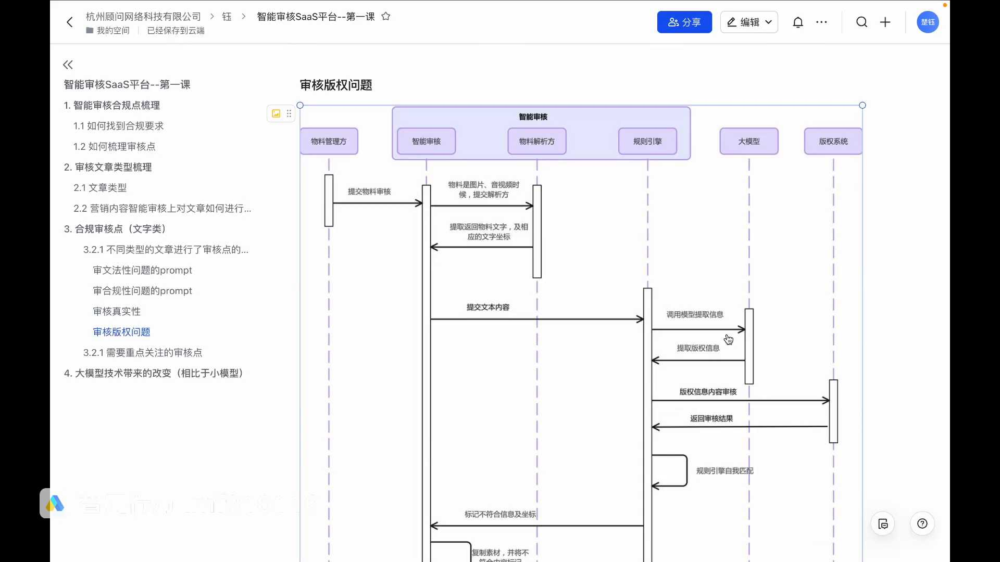 杭州顾问网络科技有限公司 > 钰 > 智能审核SaaS平台--第一课
我的空间 | 已经保存到云端
分享
编辑
楚钰
智能审核SaaS平台--第一课
1. 智能审核合规点梳理
1.1 如何找到合规要求
1.2 如何梳理审核点
2. 审核文章类型梳理
2.1 文章类型
2.2 营销内容智能审核上对文章如何进行...
3. 合规审核点（文字类）
3.2.1 不同类型的文章进行了审核点的...
审文法性问题的prompt
审合规性问题的prompt
审核真实性
审核版权问题
3.2.1 需要重点关注的审核点
4. 大模型技术带来的改变（相比于小模型）
审核版权问题
智能审核
物料管理方
智能审核
物料解析方
规则引擎
大模型
版权系统
提交物料审核
物料是图片、音视频时
候，提交解析方
提取返回物料文字，及相
应的文字坐标
提交文本内容
调用模型提取信息
提取版权信息
版权信息内容审核
返回审核结果
规则引擎自我匹配
标记不符合信息及坐标
复制素材，并将不
符合内容标记